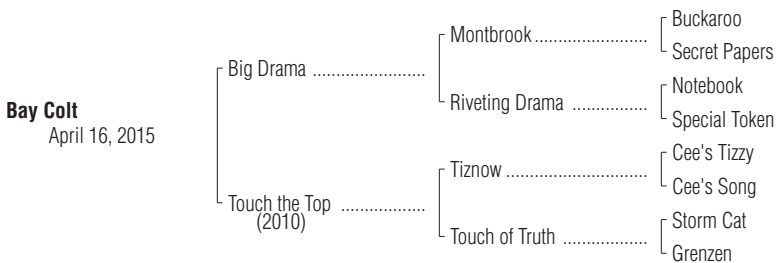 Bay Colt
April 16, 2015
Big Drama ........................
Touch the Top ..................
(2010)
Montbrook........................
Riveting Drama ................
Tiznow ..............................
Touch of Truth ..................
Buckaroo
Secret Papers
Notebook
Special Token
Cee's Tizzy
Cee's Song
Storm Cat
Grenzen